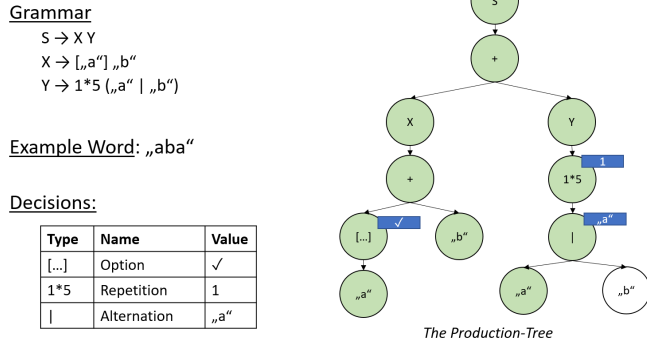 Grammar
S → X Y
X → [„a“] „b“
Y → 1*5 („a“ | „b“)
Example Word: „aba“
Decisions:
Type Name Value
[...] Option ✓
1*5 Repetition 1
| Alternation „a“
S
+
X
Y
1
+
1*5
✓
„a“
[...]
„b“
|
„a“
„a“
„b“
The Production-Tree